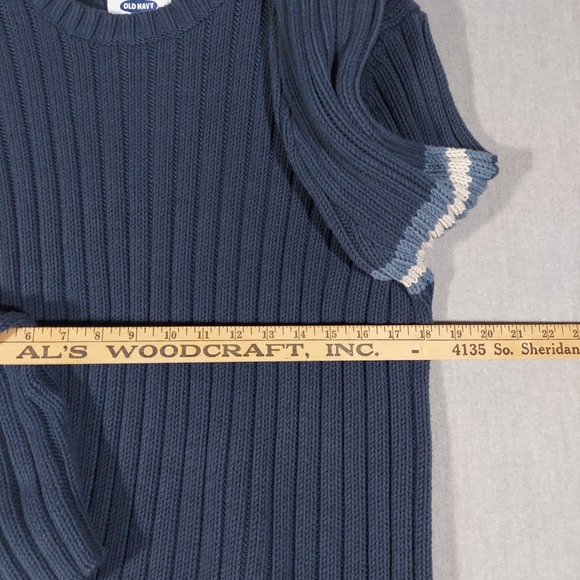 OLD NAVY
6 7 8 9 10 11 12 13 14 15 16 17 18 19 20 21 22
AL'S WOODCRAFT, INC. - 4135 So. Sheridan